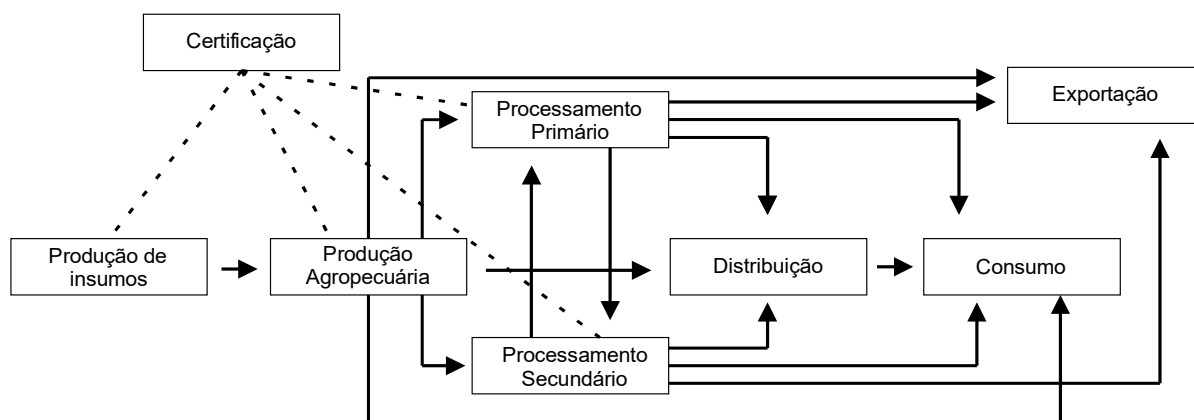 Certificação
Exportação
Processamento
Primário
Produção de
insumos
Produção
Agropecuária
Distribuição
Consumo
Processamento
Secundário